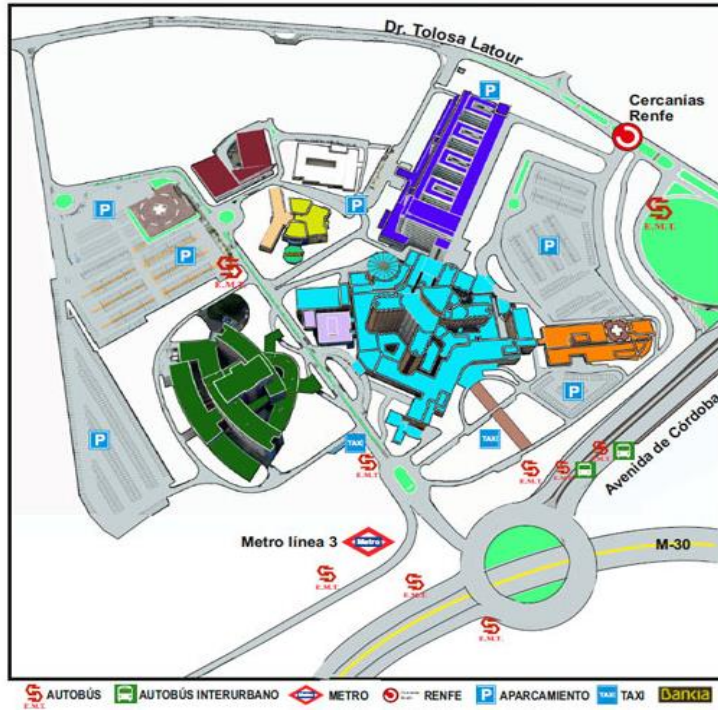 Dr. Tolosa Latour
P
Cercanías
Renfe
P
P
E.M.T.
P
P
E.M.T.
P
P
TAXI
TAXI
E.M.T.
E.M.T.
E.M.T.
E.M.T.
Avenida de Córdoba
Metro línea 3
Metro
M-30
E.M.T.
E.M.T.
E.M.T.
E.M.T. AUTOBÚS
AUTOBÚS INTERURBANO
METRO
RENFE
P APARCAMIENTO
TAXI TAXI
Bankia